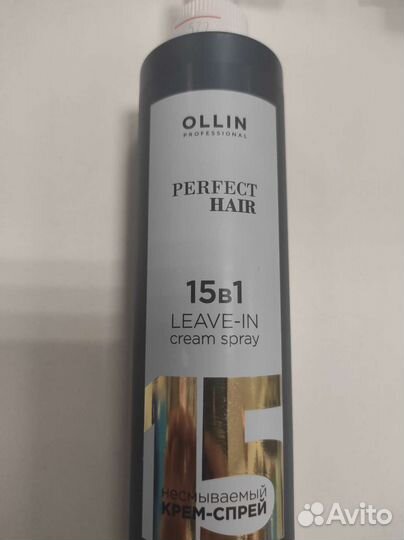 OLLIN
PROFESSIONAL
PERFECT
HAIR
15в1
LEAVE-IN
cream spray
15
несмываемый
КРЕМ-СПРЕЙ
Avito